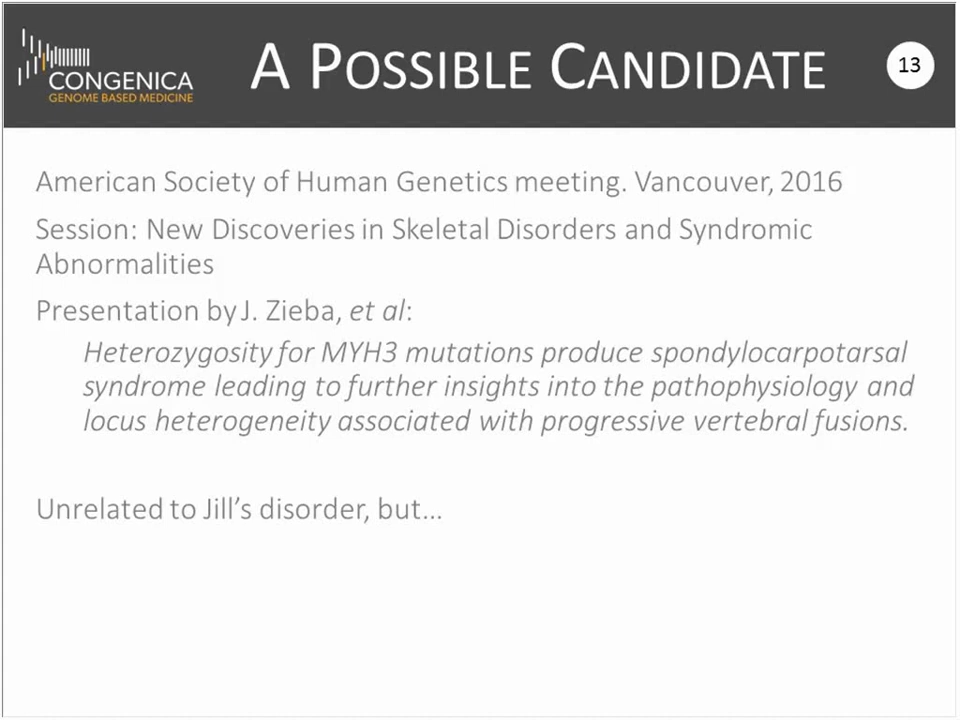 CONGENICA
GENOME BASED MEDICINE
A POSSIBLE CANDIDATE
13
American Society of Human Genetics meeting. Vancouver, 2016
Session: New Discoveries in Skeletal Disorders and Syndromic
Abnormalities
Presentation by J. Zieba, et al:
Heterozygosity for MYH3 mutations produce spondylocarpotarsal
syndrome leading to further insights into the pathophysiology and
locus heterogeneity associated with progressive vertebral fusions.
Unrelated to Jill’s disorder, but…